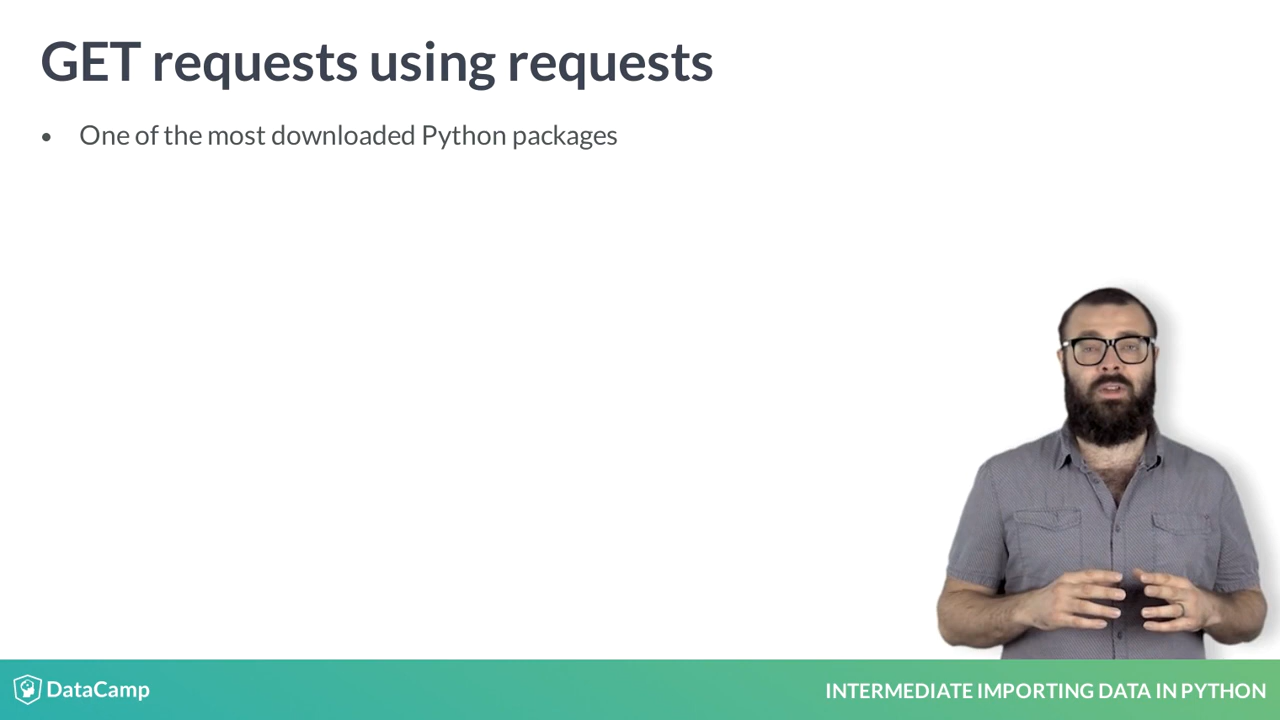 GET requests using requests
• One of the most downloaded Python packages
DataCamp
INTERMEDIATE IMPORTING DATA IN PYTHON